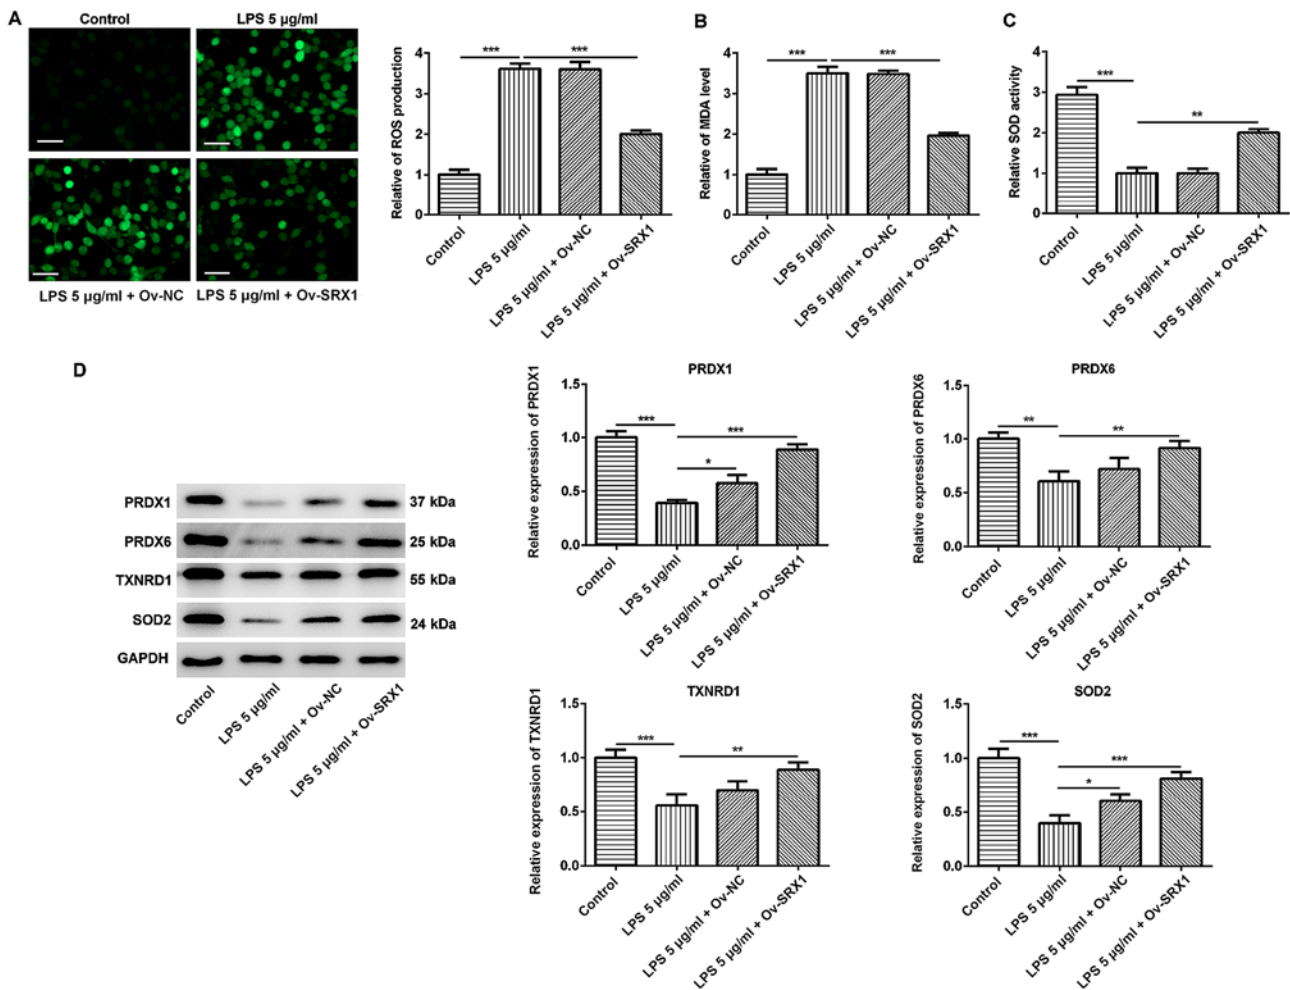 A
Control
LPS 5 µg/ml
LPS 5 µg/ml + Ov-NC
LPS 5 µg/ml + Ov-SRX1
Relative of ROS production
4
3
2
1
0
***
***
Control
LPS 5 µg/ml
LPS 5 µg/ml + Ov-NC
LPS 5 µg/ml + Ov-SRX1
B
Relative of MDA level
4
3
2
1
0
***
***
Control
LPS 5 µg/ml
LPS 5 µg/ml + Ov-NC
LPS 5 µg/ml + Ov-SRX1
C
Relative SOD activity
4
3
2
1
0
***
**
Control
LPS 5 µg/ml
LPS 5 µg/ml + Ov-NC
LPS 5 µg/ml + Ov-SRX1
D
PRDX1
37 kDa
PRDX6
25 kDa
TXNRD1
55 kDa
SOD2
24 kDa
GAPDH
Control
LPS 5 µg/ml
LPS 5 µg/ml + Ov-NC
LPS 5 µg/ml + Ov-SRX1
PRDX1
Relative expression of PRDX1
1.5
1.0
0.5
0.0
***
***
*
Control
LPS 5 µg/ml
LPS 5 µg/ml + Ov-NC
LPS 5 µg/ml + Ov-SRX1
PRDX6
Relative expression of PRDX6
1.5
1.0
0.5
0.0
**
**
Control
LPS 5 µg/ml
LPS 5 µg/ml + Ov-NC
LPS 5 µg/ml + Ov-SRX1
TXNRD1
Relative expression of TXNRD1
1.5
1.0
0.5
0.0
***
**
Control
LPS 5 µg/ml
LPS 5 µg/ml + Ov-NC
LPS 5 µg/ml + Ov-SRX1
SOD2
Relative expression of SOD2
1.5
1.0
0.5
0.0
***
***
*
Control
LPS 5 µg/ml
LPS 5 µg/ml + Ov-NC
LPS 5 µg/ml + Ov-SRX1